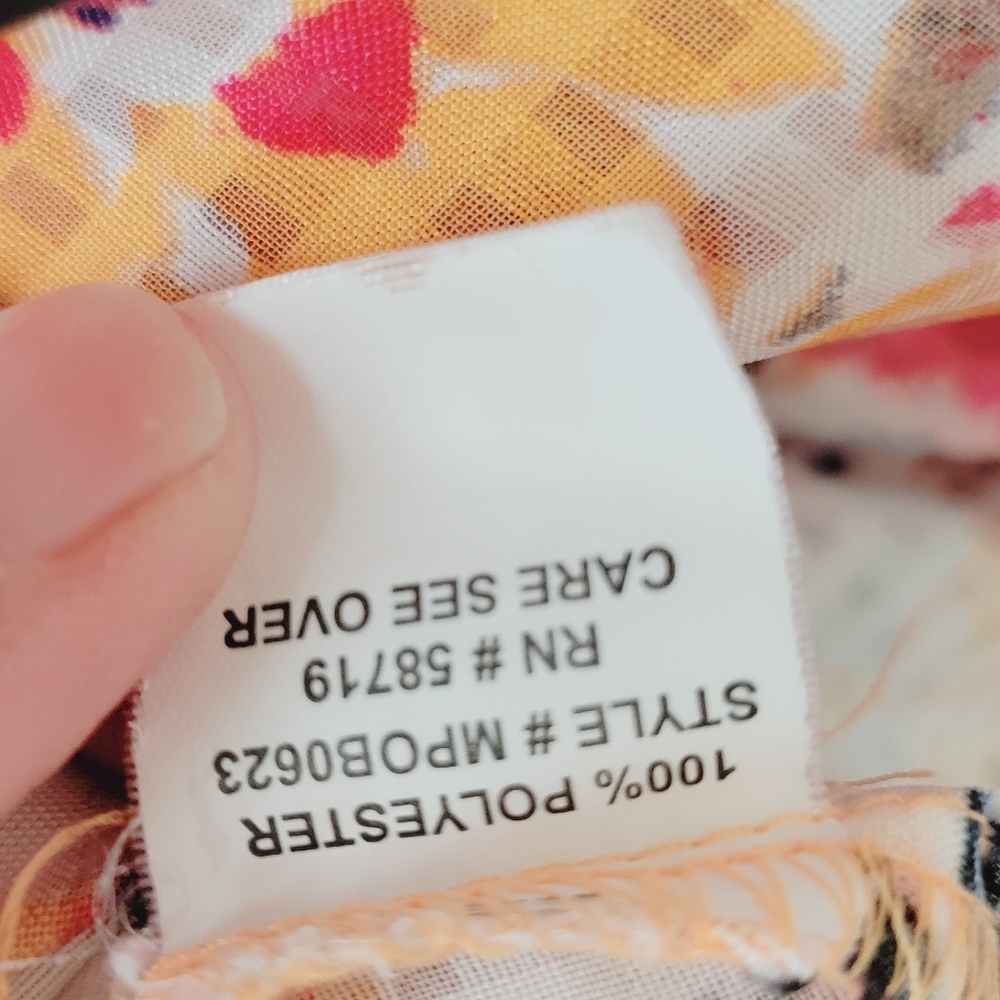 100% POLYESTER
STYLE # MPOB0623
RN # 58719
CARE SEE OVER